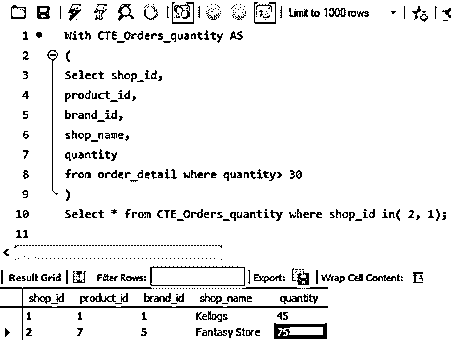 Limit to 1000 rows
1 With CTE_Orders_quantity AS
2 (
3 Select shop_id,
4 product_id,
5 brand_id,
6 shop_name,
7 quantity
8 from order_detail where quantity> 30
9 )
10 Select * from CTE_Orders_quantity where shop_id in( 2, 1);
11
Result Grid Filter Rows: Export: Wrap Cell Content:
shop_id product_id brand_id shop_name quantity
1 1 1 Kellogs 45
2 7 5 Fantasy Store 75